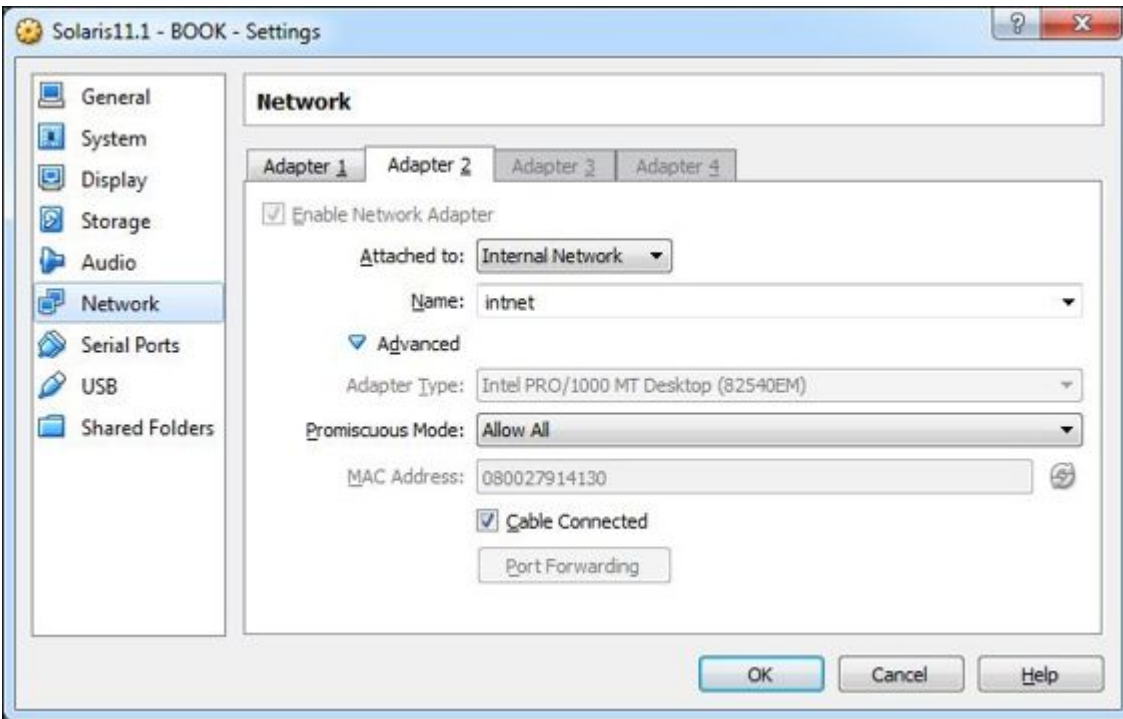 Solaris11.1 - BOOK - Settings
General
System
Display
Storage
Audio
Network
Serial Ports
USB
Shared Folders
Network
Adapter 1 Adapter 2 Adapter 3 Adapter 4
Enable Network Adapter
Attached to: Internal Network
Name: intnet
Advanced
Adapter Type: Intel PRO/1000 MT Desktop (82540EM)
Promiscuous Mode: Allow All
MAC Address: 080027914130
Cable Connected
Port Forwarding
OK Cancel Help